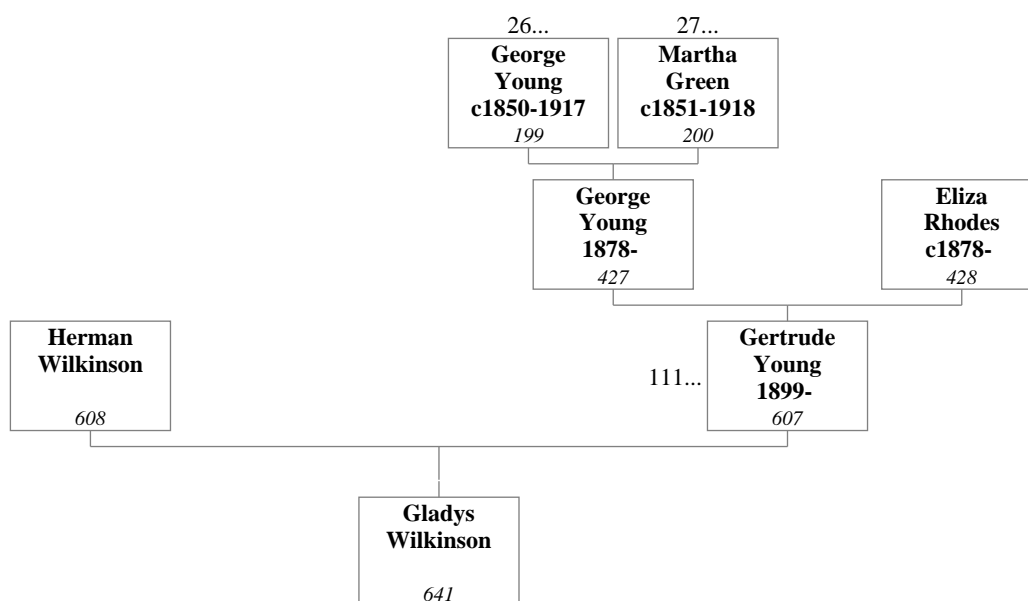 26...
George
Young
c1850-1917
199
27...
Martha
Green
c1851-1918
200
George
Young
1878-
427
Eliza
Rhodes
c1878-
428
Herman
Wilkinson
608
111...
Gertrude
Young
1899-
607
Gladys
Wilkinson
641